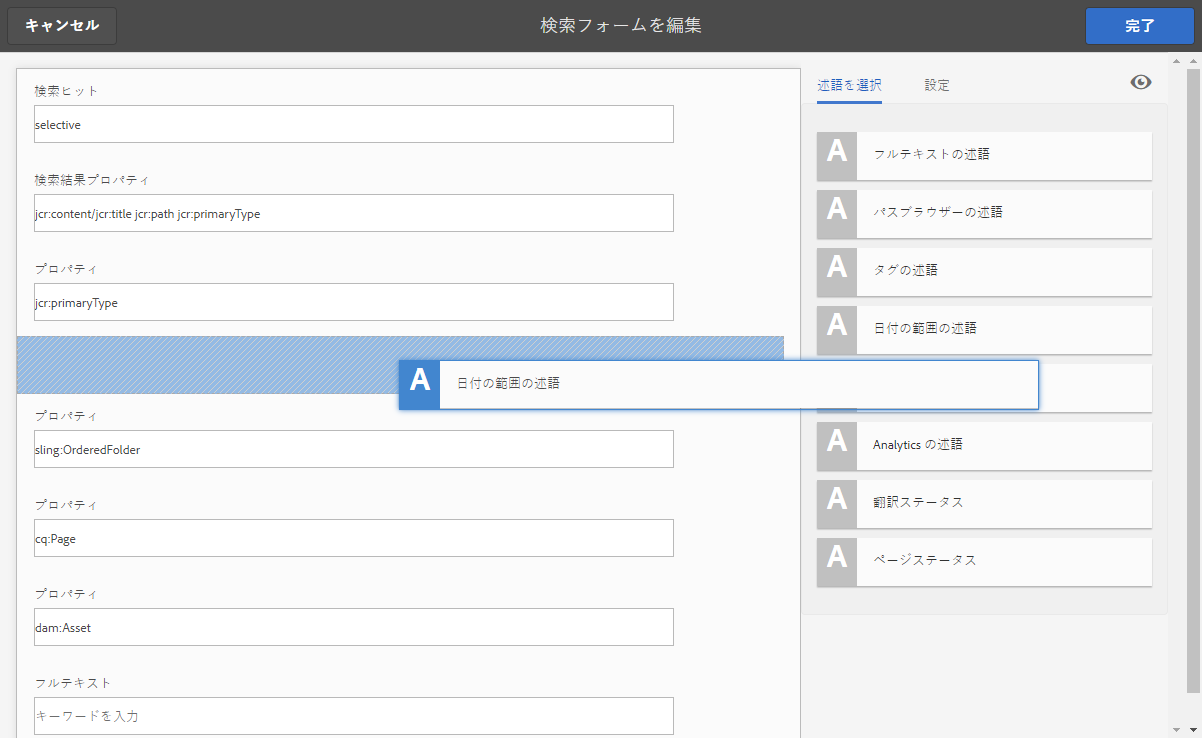 キャンセル
検索フォームを編集
完了
検索ヒット
selective
検索結果プロパティ
jcr:content/jcr:title jcr:path jcr:primaryType
プロパティ
jcr:primaryType
A 日付の範囲の述語
プロパティ
sling:OrderedFolder
プロパティ
cq:Page
プロパティ
dam:Asset
フルテキスト
キーワードを入力
述語を選択
設定
A フルテキストの述語
A パスブラウザーの述語
A タグの述語
A 日付の範囲の述語
A Analytics の述語
A 翻訳ステータス
A ページステータス